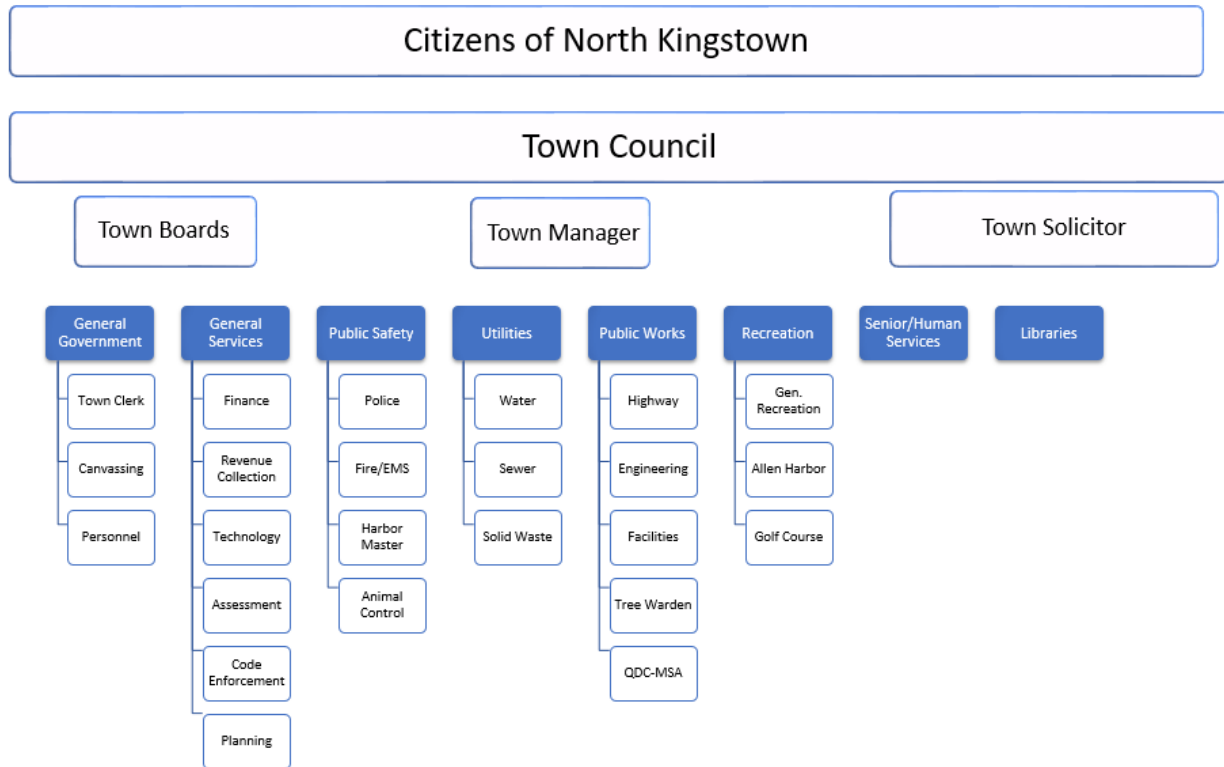 Citizens of North Kingstown
Town Council
Town Boards
Town Manager
Town Solicitor
General
Government
Town Clerk
Canvassing
Personnel
General
Services
Finance
Revenue
Collection
Technology
Assessment
Code
Enforcement
Planning
Public Safety
Police
Fire/EMS
Harbor
Master
Animal
Control
Utilities
Water
Sewer
Solid Waste
Public Works
Highway
Engineering
Facilities
Tree Warden
QDC-MSA
Recreation
Gen.
Recreation
Allen Harbor
Golf Course
Senior/Human
Services
Libraries